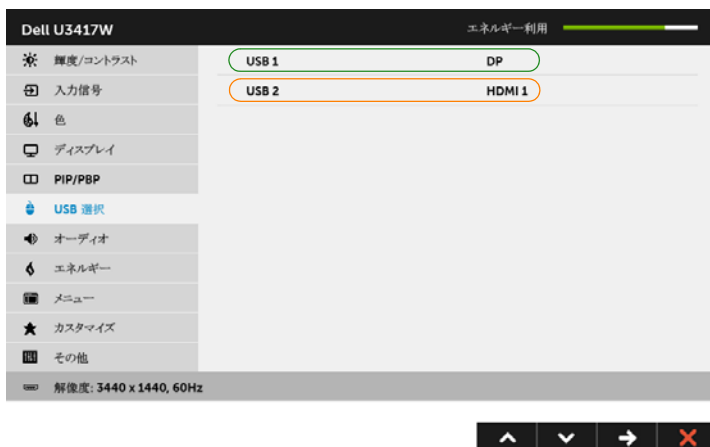 Dell U3417W エネルギー利用
輝度/コントラスト USB 1 DP
入力信号 USB 2 HDMI 1
色
ディスプレイ
PIP/PBP
USB 選択
オーディオ
エネルギー
メニュー
カスタマイズ
その他
解像度: 3440 x 1440, 60Hz